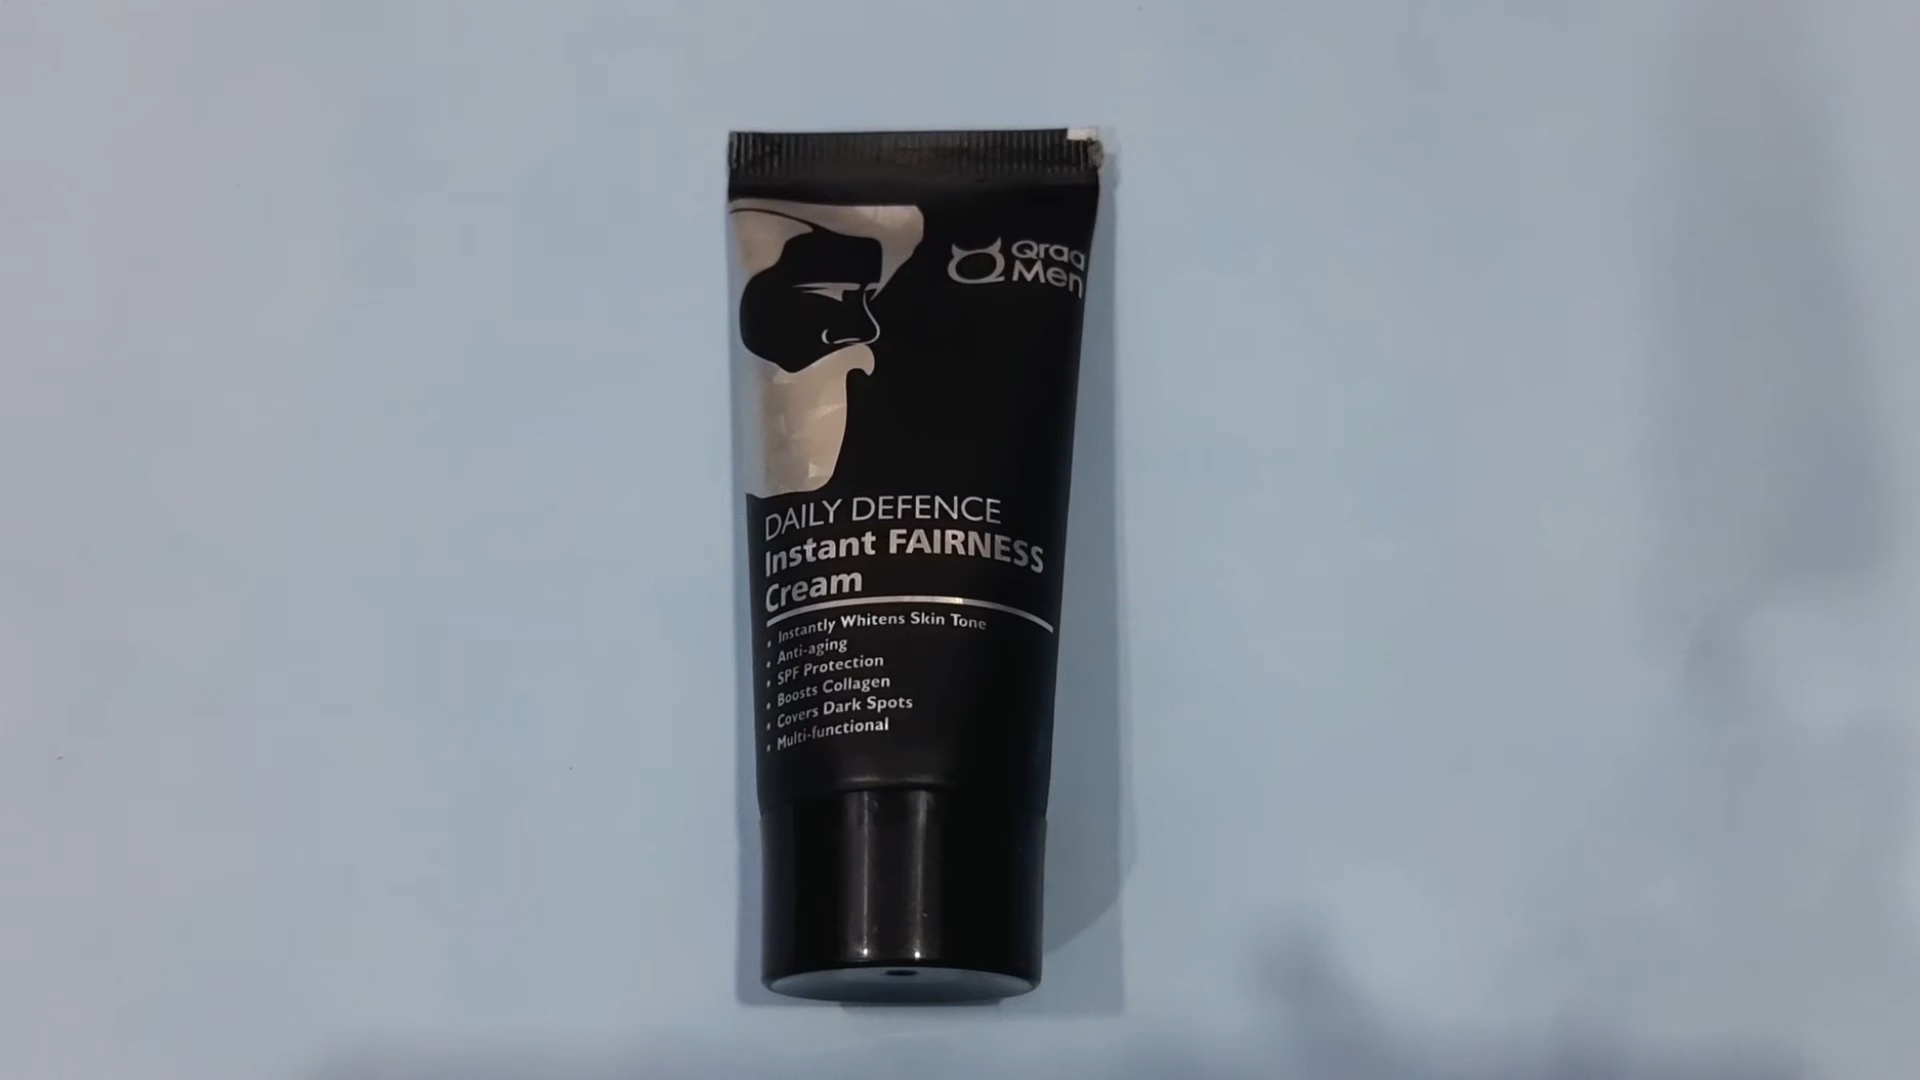 Qraa
Men
DAILY DEFENCE
Instant FAIRNESS
Cream
• Instantly Whitens Skin Tone
• Anti-aging
• SPF Protection
• Boosts Collagen
• Covers Dark Spots
• Multi-functional